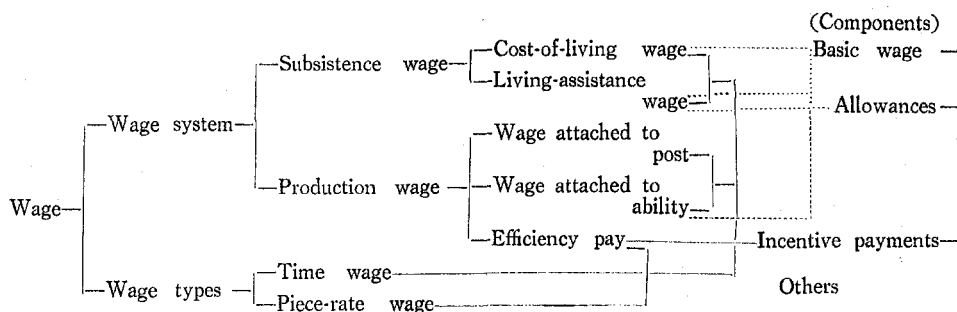 (Components)
Cost-of-living wage
Basic wage
Subsistence wage
Living-assistance
wage
Allowances
Wage system
Wage attached to
post
Production wage
Wage attached to
ability
Wage
Efficiency pay
Incentive payments
Time wage
Wage types
Others
Piece-rate wage